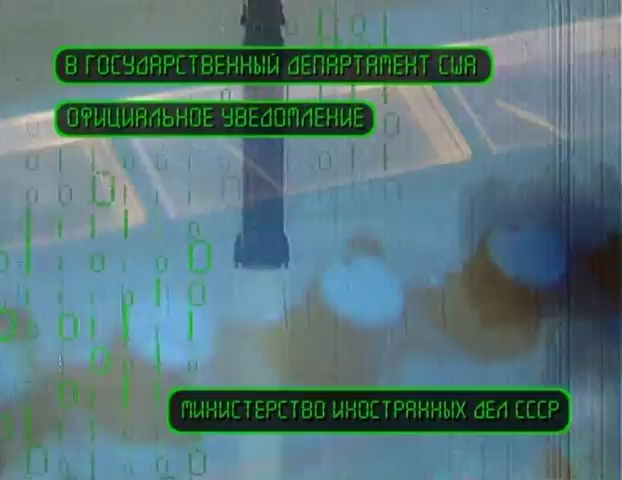 В ГОСУДАРСТВЕННЫЙ ДЕПАРТАМЕНТ США
ОФИЦИАЛЬНОЕ УВЕДОМЛЕНИЕ
МИНИСТЕРСТВО ИНОСТРАННЫХ ДЕЛ СССР